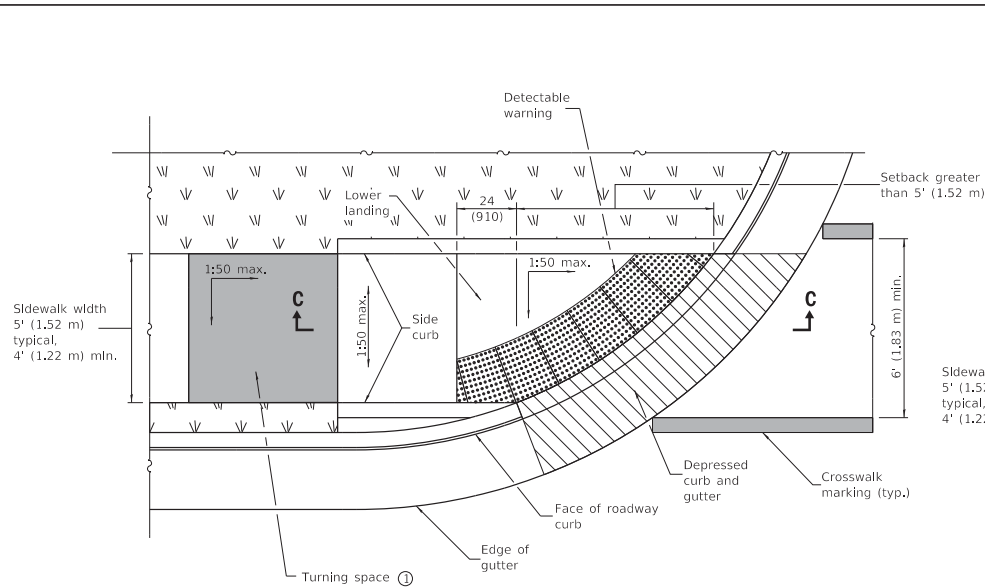 Detectable
warning
Setback greater
than 5' (1.52 m)
Lower
landing
24
(910)
1:50 max.
1:50 max.
C
C
1:50 max.
Side
curb
Sidewalk width
5' (1.52 m)
typical,
4' (1.22 m) min.
6' (1.83 m) min.
Depressed
curb and
gutter
Crosswalk
marking (typ.)
Face of roadway
curb
Edge of
gutter
Turning space ①